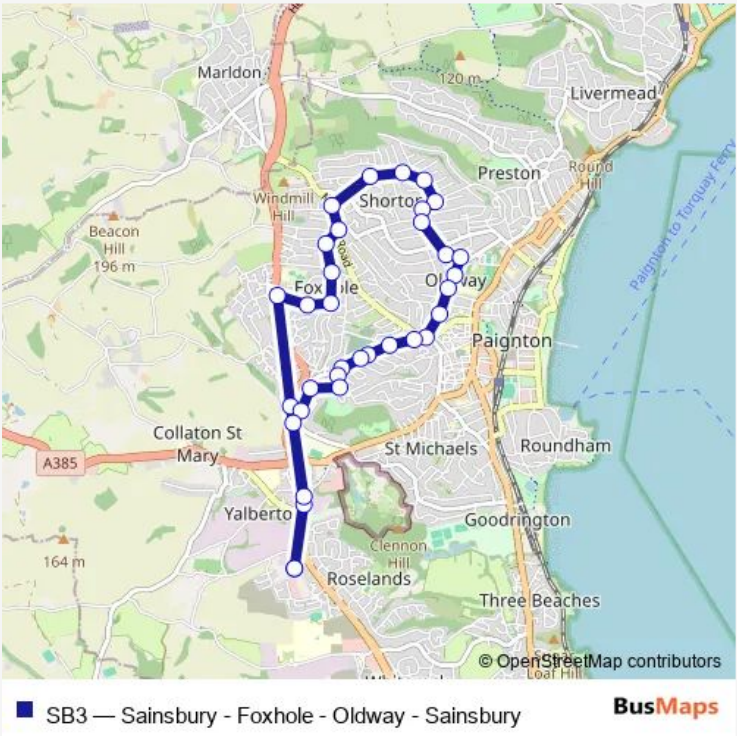 Marldon
120 m
Livermead
Round
Hill
Preston
Windmill
Hill
Shorton
Beacon
Hill
196 m
Road
Paignton to Torquay Ferry
Foxhole
Oldway
Paignton
Collaton St
Mary
A385
St Michaels
Roundham
Yalberton
Goodrington
Clennon
Hill
164 m
Roselands
Three Beaches
© OpenStreetMap contributors
Hill
SB3 — Sainsbury - Foxhole - Oldway - Sainsbury
BusMaps